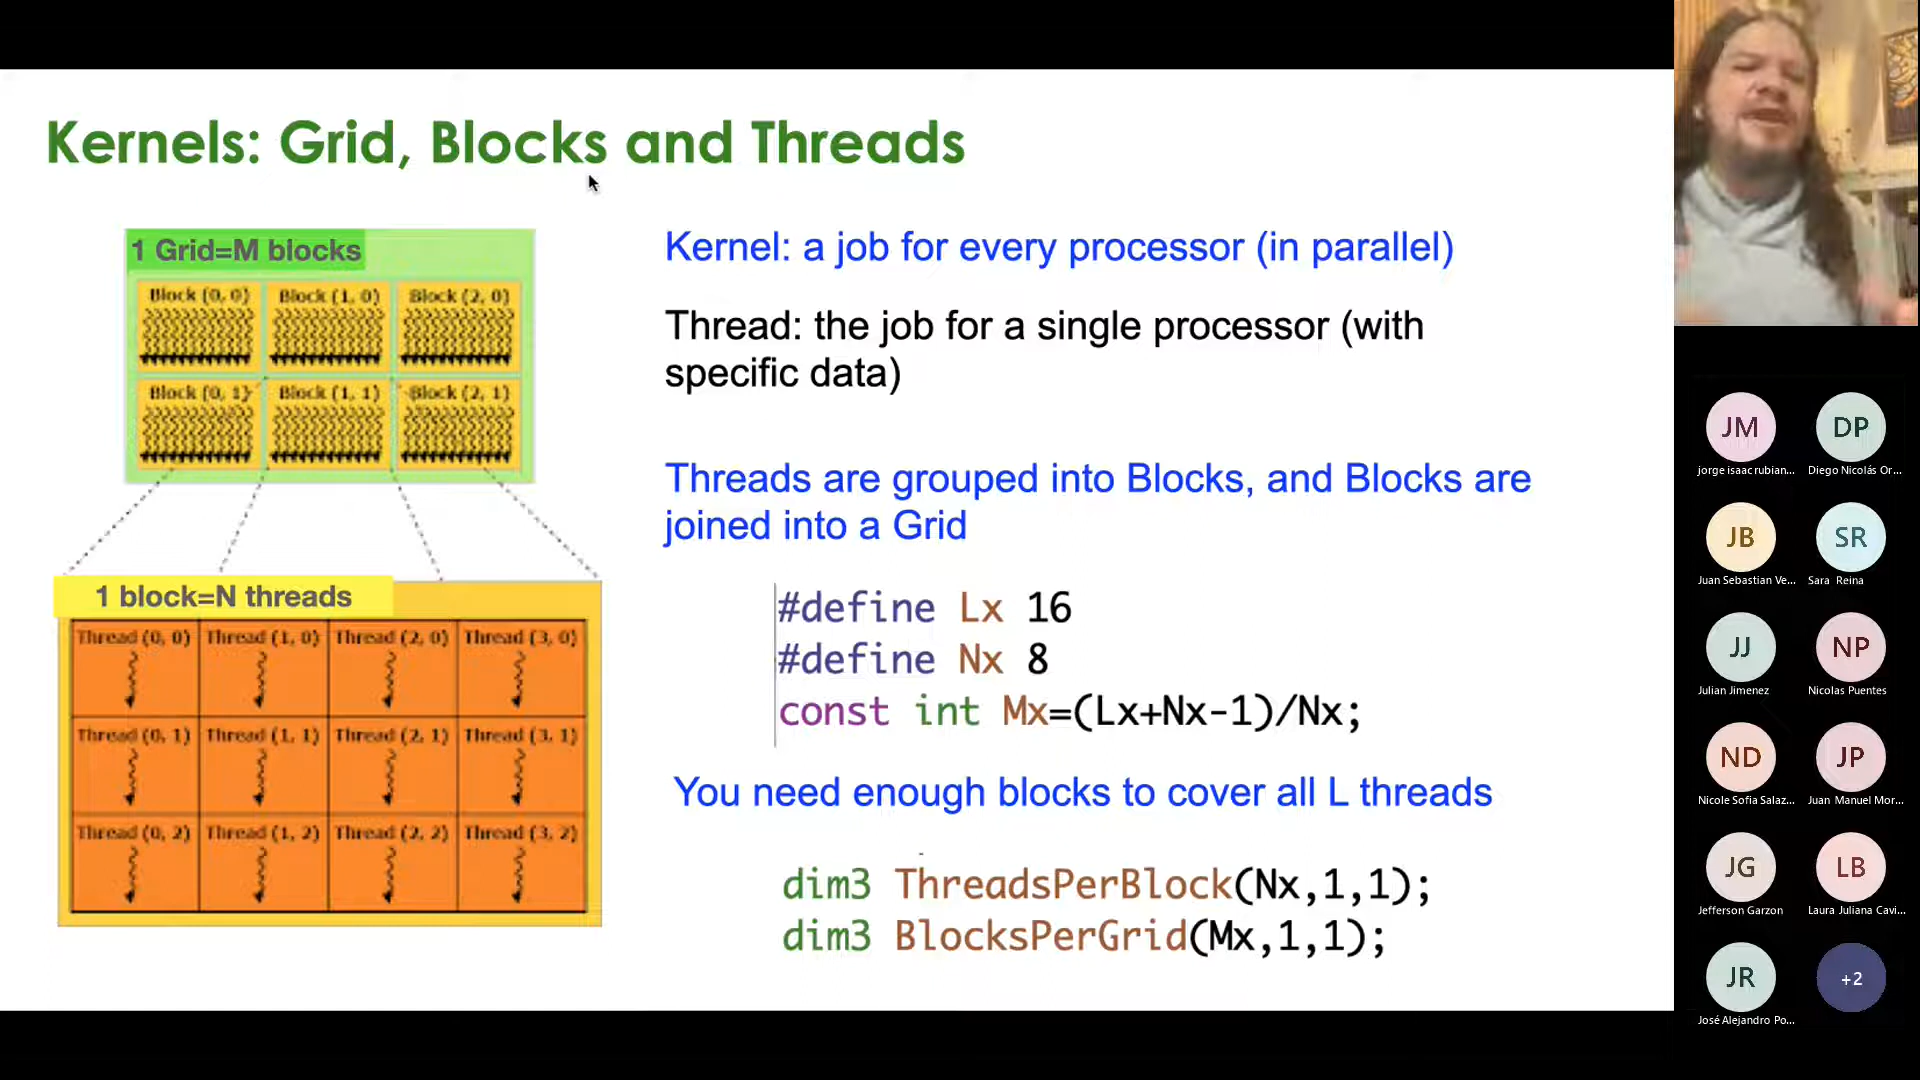 Kernels: Grid, Blocks and Threads
1 Grid=M blocks
Block (0, 0) Block (1, 0) Block (2, 0)
Block (0, 1) Block (1, 1) Block (2, 1)
1 block=N threads
Thread (0, 0) Thread (1, 0) Thread (2, 0) Thread (3, 0)
Thread (0, 1) Thread (1, 1) Thread (2, 1) Thread (3, 1)
Thread (0, 2) Thread (1, 2) Thread (2, 2) Thread (3, 2)
Kernel: a job for every processor (in parallel)
Thread: the job for a single processor (with
specific data)
Threads are grouped into Blocks, and Blocks are
joined into a Grid
#define Lx 16
#define Nx 8
const int Mx=(Lx+Nx-1)/Nx;
You need enough blocks to cover all L threads
dim3 ThreadsPerBlock(Nx,1,1);
dim3 BlocksPerGrid(Mx,1,1);
JM DP
jorge isaac rubian... Diego Nicolás Or...
JB SR
Juan Sebastian Ve... Sara Reina
JJ NP
Julian Jimenez Nicolas Puentes
ND JP
Nicole Sofia Salaz... Juan Manuel Mor...
JG LB
Jefferson Garzon Laura Juliana Cavi...
JR +2
José Alejandro Po...